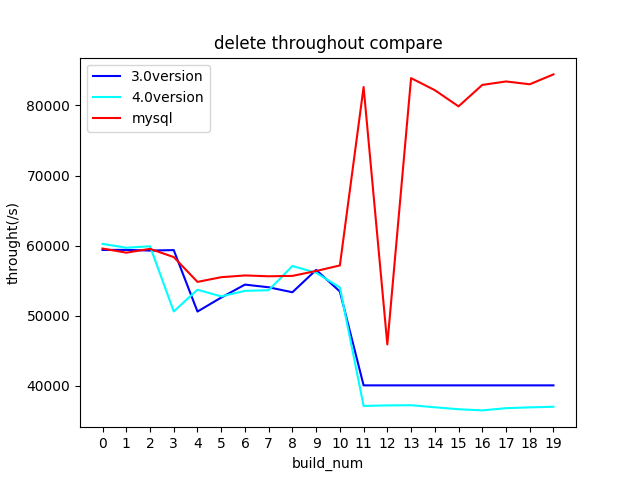 delete throughout compare
3.0version
4.0version
mysql
throught(/s)
80000
70000
60000
50000
40000
0 1 2 3 4 5 6 7 8 9 10 11 12 13 14 15 16 17 18 19
build_num